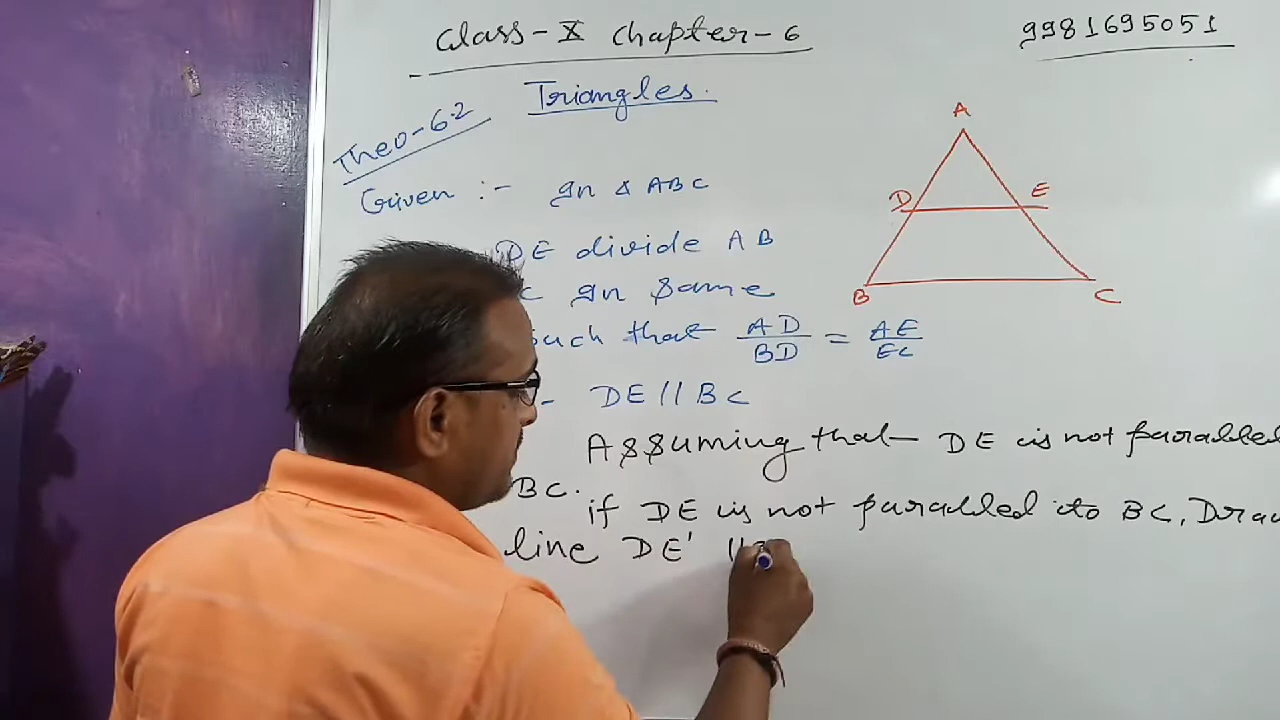 Class-X Chapter-6
9981695051
Triangles.
Theo-6.2
Given :- In Δ ABC
DE divide AB
In same
Such that AD/BD = AE/EC
- DE // BC
Assuming that DE is not paralled
BC.
if DE is not paralled to BC, Draw
line DE' //
A
D
E
B
C